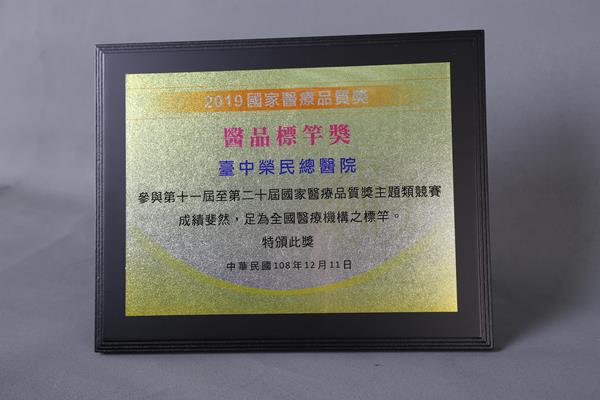 2019國家醫療品質獎
醫品標竿獎
臺中榮民總醫院
參與第十一屆至第二十屆國家醫療品質獎主題類競賽
成績斐然，足為全國醫療機構之標竿。
特頒此獎
中華民國108年12月11日